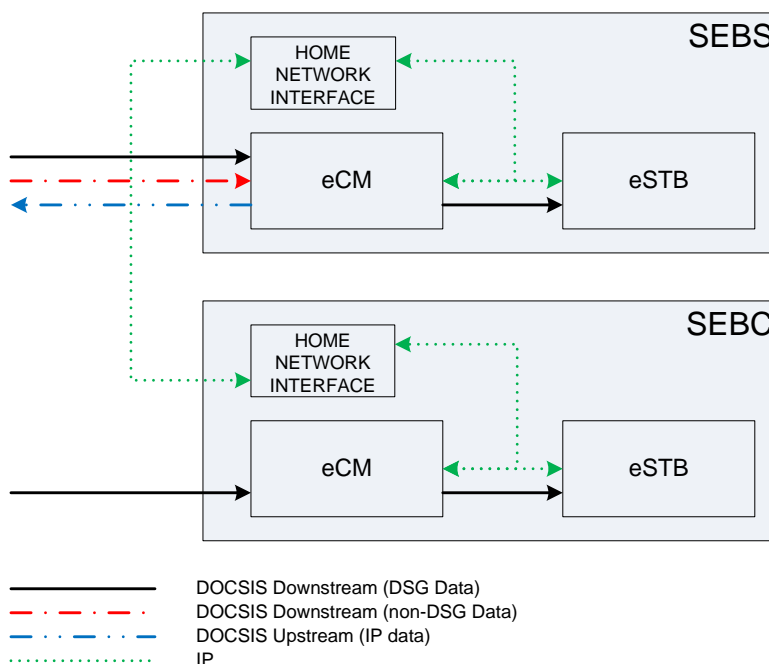 SEBS
HOME
NETWORK
INTERFACE
eCM
eSTB
SEBC
HOME
NETWORK
INTERFACE
eCM
eSTB
DOCSIS Downstream (DSG Data)
DOCSIS Downstream (non-DSG Data)
DOCSIS Upstream (IP data)
IP